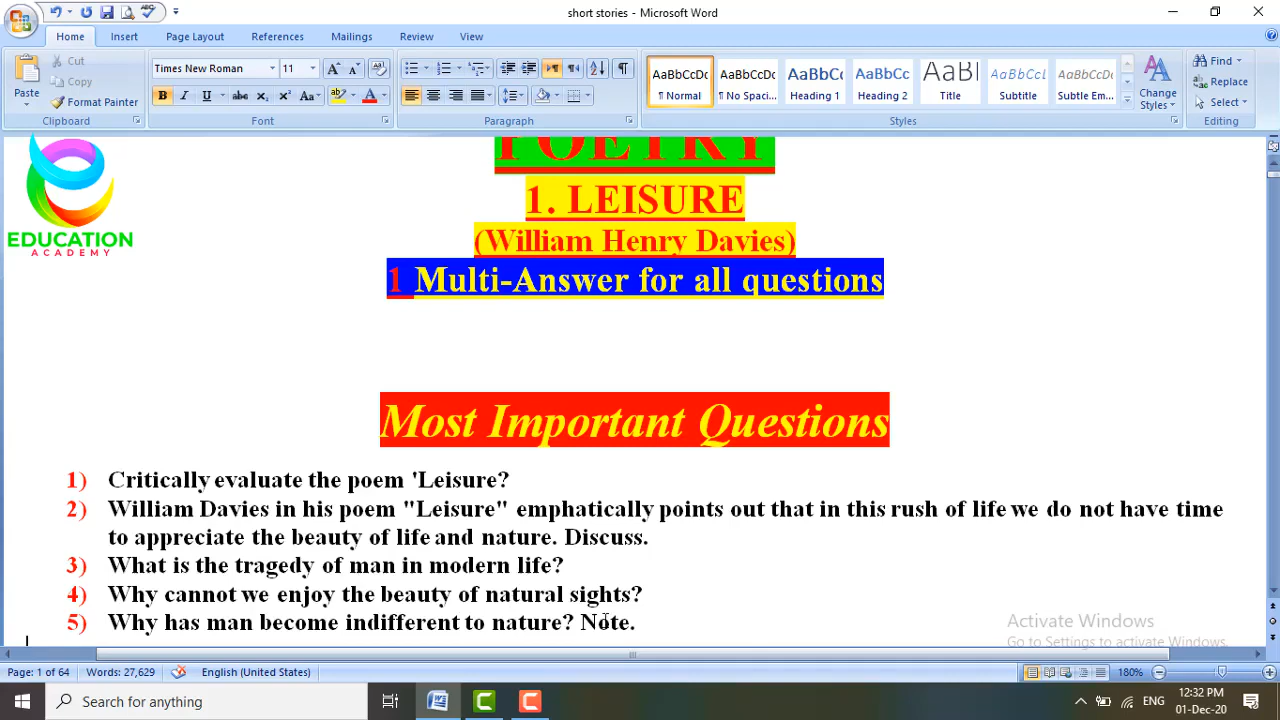 short stories - Microsoft Word
Home Insert Page Layout References Mailings Review View
Cut
Copy
Format Painter
Paste
Clipboard
Times New Roman 11
Font
Paragraph
AaBbCcDc AaBbCcDc AaBbCc AaBbCc AaBbCcL AaBbCcDc
¶ Normal ¶ No Spaci... Heading 1 Heading 2 Title Subtitle Subtle Em...
Change Styles
Styles
Find
Replace
Select
Editing
EDUCATION
ACADEMY
POETRY
1. LEISURE
(William Henry Davies)
1 Multi-Answer for all questions
Most Important Questions
1) Critically evaluate the poem 'Leisure?
2) William Davies in his poem "Leisure" emphatically points out that in this rush of life we do not have time
to appreciate the beauty of life and nature. Discuss.
3) What is the tragedy of man in modern life?
4) Why cannot we enjoy the beauty of natural sights?
5) Why has man become indifferent to nature? Note.
Activate Windows
Go to Settings to activate Windows.
Page: 1 of 64 Words: 27,629 English (United States) 180%
Search for anything
ENG
12:32 PM
01-Dec-20